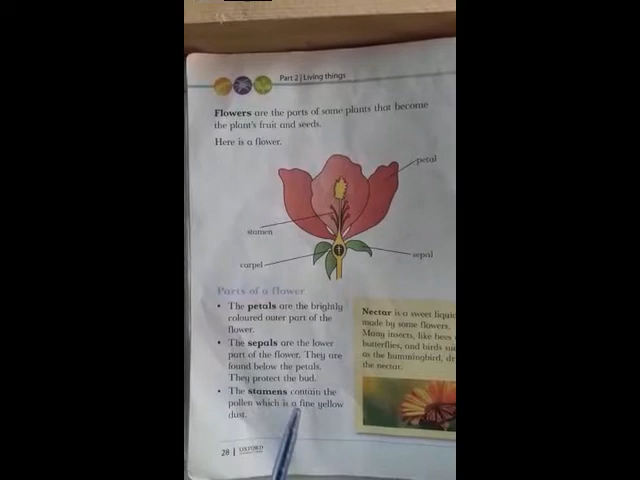 Part 2 | Living things
Flowers are the parts of some plants that become
the plant's fruit and seeds.
Here is a flower.
petal
stamen
sepal
carpel
Parts of a flower
• The petals are the brightly
coloured outer part of the
flower.
• The sepals are the lower
part of the flower. They are
found below the petals.
They protect the bud.
• The stamens contain the
pollen which is a fine yellow
dust.
Nectar is a sweet liquid
made by some flowers.
Many insects, like bees
butterflies, and birds
as the hummingbird,
the nectar.
28 | OXFORD